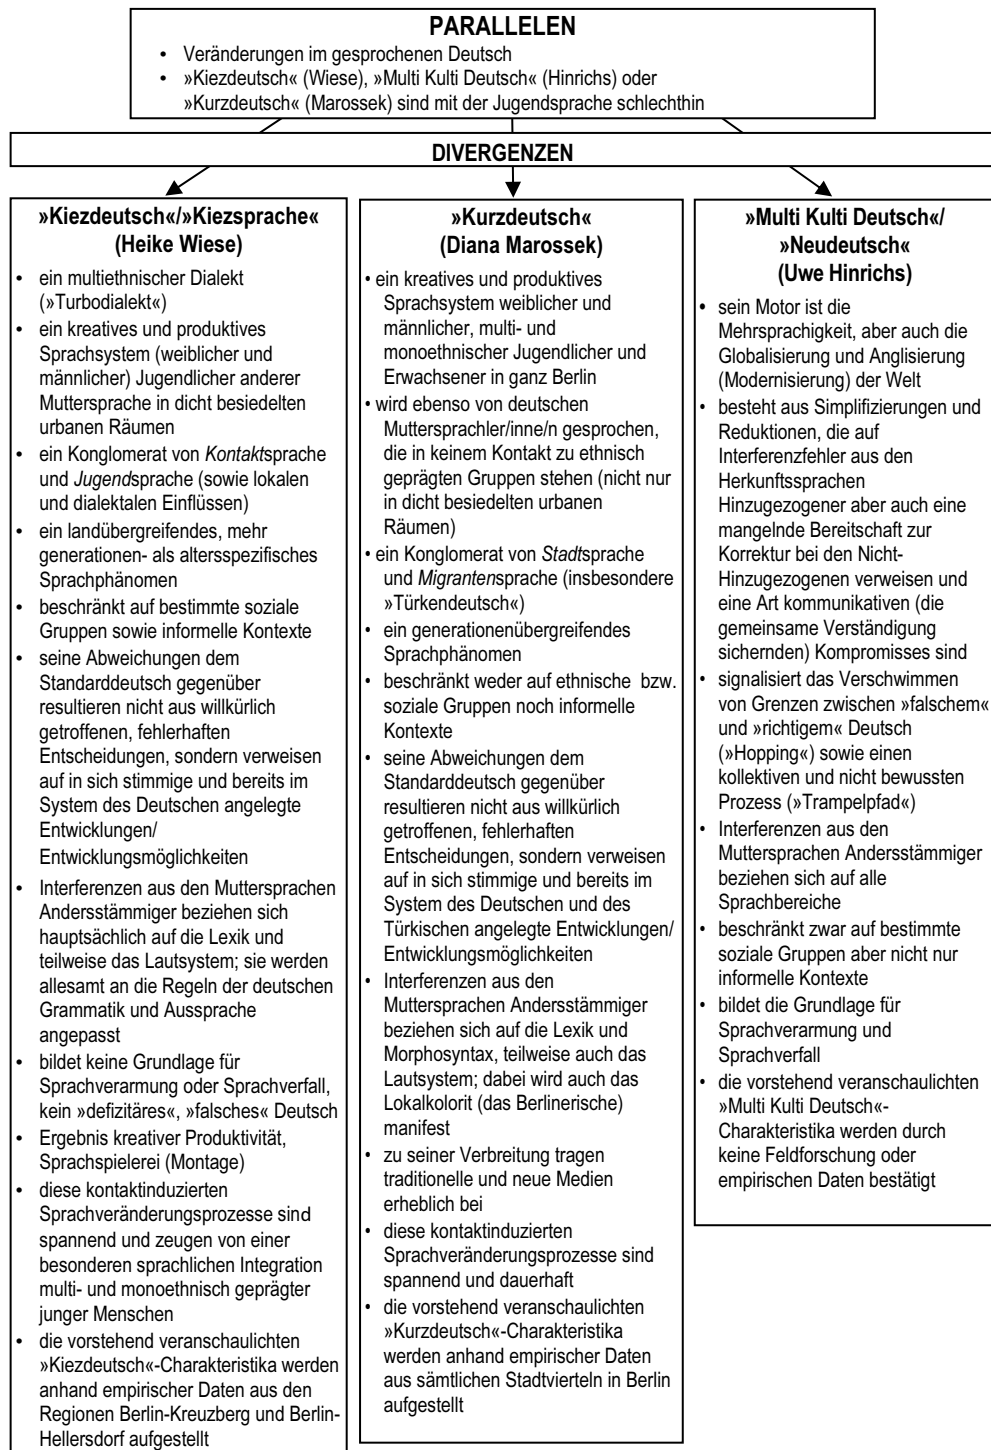 PARALLELEN
• Veränderungen im gesprochenen Deutsch
• »Kiezdeutsch« (Wiese), »Multi Kulti Deutsch« (Hinrichs) oder
»Kurzdeutsch« (Marossek) sind mit der Jugendsprache schlechthin
DIVERGENZEN
»Kiezdeutsch«/»Kiezsprache«
(Heike Wiese)
• ein multiethnischer Dialekt
(»Turbodialekt«)
• ein kreatives und produktives
Sprachsystem (weiblicher und
männlicher) Jugendlicher anderer
Muttersprache in dicht besiedelten
urbanen Räumen
• ein Konglomerat von Kontaktsprache
und Jugendsprache (sowie lokalen
und dialektalen Einflüssen)
• ein landübergreifendes, mehr
generationen- als altersspezifisches
Sprachphänomen
• beschränkt auf bestimmte soziale
Gruppen sowie informelle Kontexte
• seine Abweichungen dem
Standarddeutsch gegenüber
resultieren nicht aus willkürlich
getroffenen, fehlerhaften
Entscheidungen, sondern verweisen
auf in sich stimmige und bereits im
System des Deutschen angelegte
Entwicklungen/
Entwicklungsmöglichkeiten
• Interferenzen aus den Muttersprachen
Andersstämmiger beziehen sich
hauptsächlich auf die Lexik und
teilweise das Lautsystem; sie werden
allesamt an die Regeln der deutschen
Grammatik und Aussprache
angepasst
• bildet keine Grundlage für
Sprachverarmung oder Sprachverfall,
kein »defizitäres«, »falsches« Deutsch
• Ergebnis kreativer Produktivität,
Sprachspielerei (Montage)
• diese kontaktinduzierten
Sprachveränderungsprozesse sind
spannend und zeugen von einer
besonderen sprachlichen Integration
multi- und monoethnisch geprägter
junger Menschen
• die vorstehend veranschaulichten
»Kiezdeutsch«-Charakteristika werden
anhand empirischer Daten aus den
Regionen Berlin-Kreuzberg und Berlin-
Hellersdorf aufgestellt
»Kurzdeutsch«
(Diana Marossek)
• ein kreatives und produktives
Sprachsystem weiblicher und
männlicher, multi- und
monoethnischer Jugendlicher und
Erwachsener in ganz Berlin
• wird ebenso von deutschen
Muttersprachler/inne/n gesprochen,
die in keinem Kontakt zu ethnisch
geprägten Gruppen stehen (nicht nur
in dicht besiedelten urbanen
Räumen)
• ein Konglomerat von Stadtsprache
und Migrantensprache (insbesondere
»Türkendeutsch«)
• ein generationenübergreifendes
Sprachphänomen
• beschränkt weder auf ethnische bzw.
soziale Gruppen noch informelle
Kontexte
• seine Abweichungen dem
Standarddeutsch gegenüber
resultieren nicht aus willkürlich
getroffenen, fehlerhaften
Entscheidungen, sondern verweisen
auf in sich stimmige und bereits im
System des Deutschen und des
Türkischen angelegte Entwicklungen/
Entwicklungsmöglichkeiten
• Interferenzen aus den
Muttersprachen Andersstämmiger
beziehen sich auf die Lexik und
Morphosyntax, teilweise auch das
Lautsystem; dabei wird auch das
Lokalkolorit (das Berlinerische)
manifest
• zu seiner Verbreitung tragen
traditionelle und neue Medien
erheblich bei
• diese kontaktinduzierten
Sprachveränderungsprozesse sind
spannend und dauerhaft
• die vorstehend veranschaulichten
»Kurzdeutsch«-Charakteristika
werden anhand empirischer Daten
aus sämtlichen Stadtvierteln in Berlin
aufgestellt
»Multi Kulti Deutsch«/
»Neudeutsch«
(Uwe Hinrichs)
• sein Motor ist die
Mehrsprachigkeit, aber auch die
Globalisierung und Anglisierung
(Modernisierung) der Welt
• besteht aus Simplifizierungen und
Reduktionen, die auf
Interferenzfehler aus den
Herkunftssprachen
Hinzugezogener aber auch eine
mangelnde Bereitschaft zur
Korrektur bei den Nicht-
Hinzugezogenen verweisen und
eine Art kommunikativen (die
gemeinsame Verständigung
sichernden) Kompromisses sind
• signalisiert das Verschwimmen
von Grenzen zwischen »falschem«
und »richtigem« Deutsch
(»Hopping«) sowie einen
kollektiven und nicht bewussten
Prozess (»Trampelpfad«)
• Interferenzen aus den
Muttersprachen Andersstämmiger
beziehen sich auf alle
Sprachbereiche
• beschränkt zwar auf bestimmte
soziale Gruppen aber nicht nur
informelle Kontexte
• bildet die Grundlage für
Sprachverarmung und
Sprachverfall
• die vorstehend veranschaulichten
»Multi Kulti Deutsch«-
Charakteristika werden durch
keine Feldforschung oder
empirischen Daten bestätigt